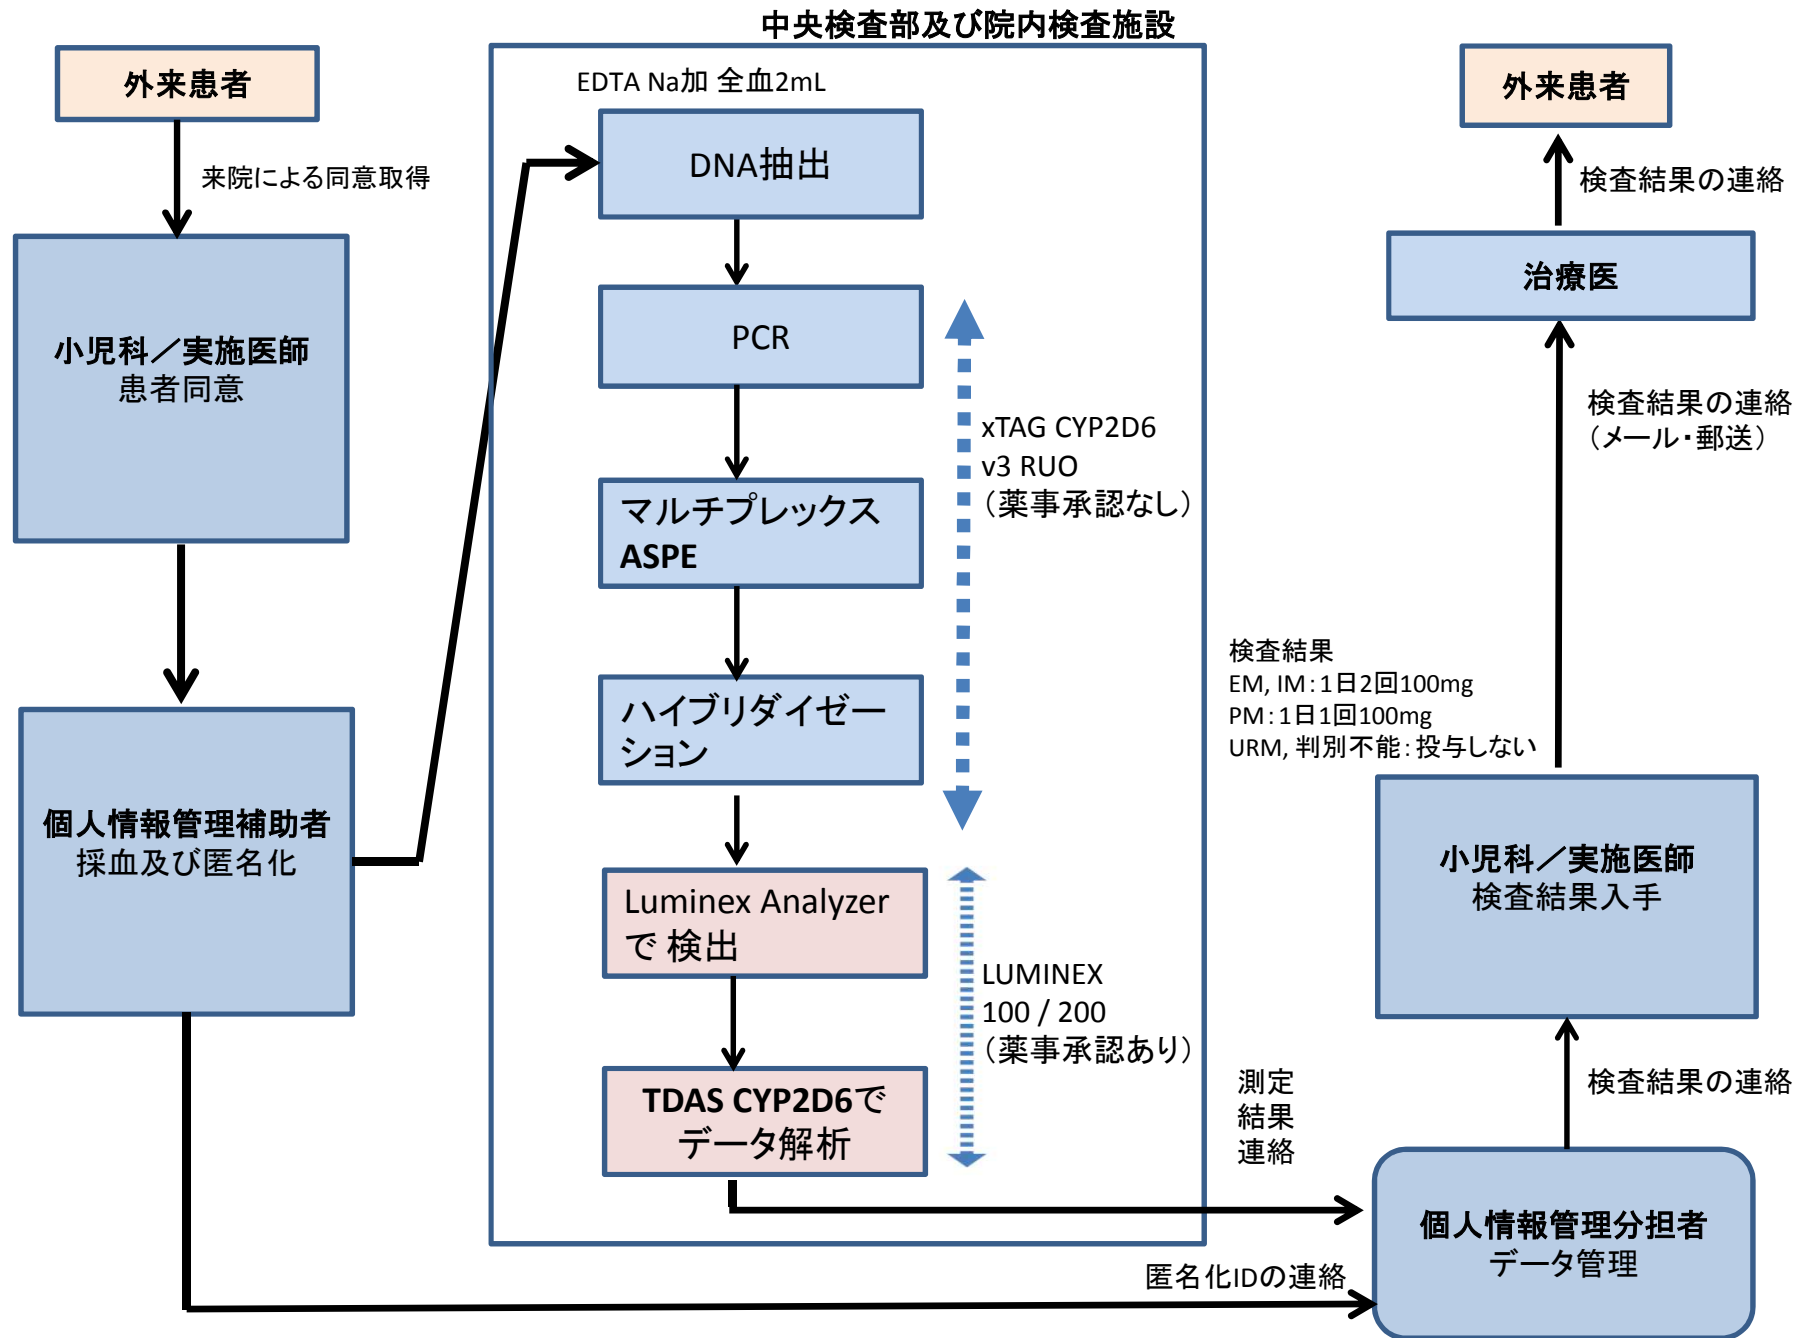 中央検査部及び院内検査施設
外来患者
来院による同意取得
小児科／実施医師
患者同意
個人情報管理補助者
採血及び匿名化
EDTA Na加 全血2mL
DNA抽出
PCR
マルチプレックス
ASPE
ハイブリダイゼー
ション
xTAG CYP2D6
v3 RUO
（薬事承認なし）
Luminex Analyzer
で 検出
TDAS CYP2D6で
データ解析
LUMINEX
100 / 200
（薬事承認あり）
測定
結果
連絡
匿名化IDの連絡
個人情報管理分担者
データ管理
検査結果の連絡
小児科／実施医師
検査結果入手
検査結果
EM, IM：1日2回100mg
PM：1日1回100mg
URM, 判別不能：投与しない
検査結果の連絡
（メール・郵送）
治療医
検査結果の連絡
外来患者